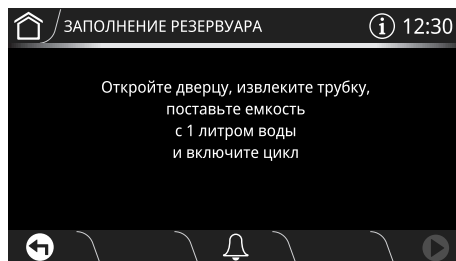 ЗАПОЛНЕНИЕ РЕЗЕРВУАРА
i 12:30
Откройте дверцу, извлеките трубку,
поставьте емкость
с 1 литром воды
и включите цикл